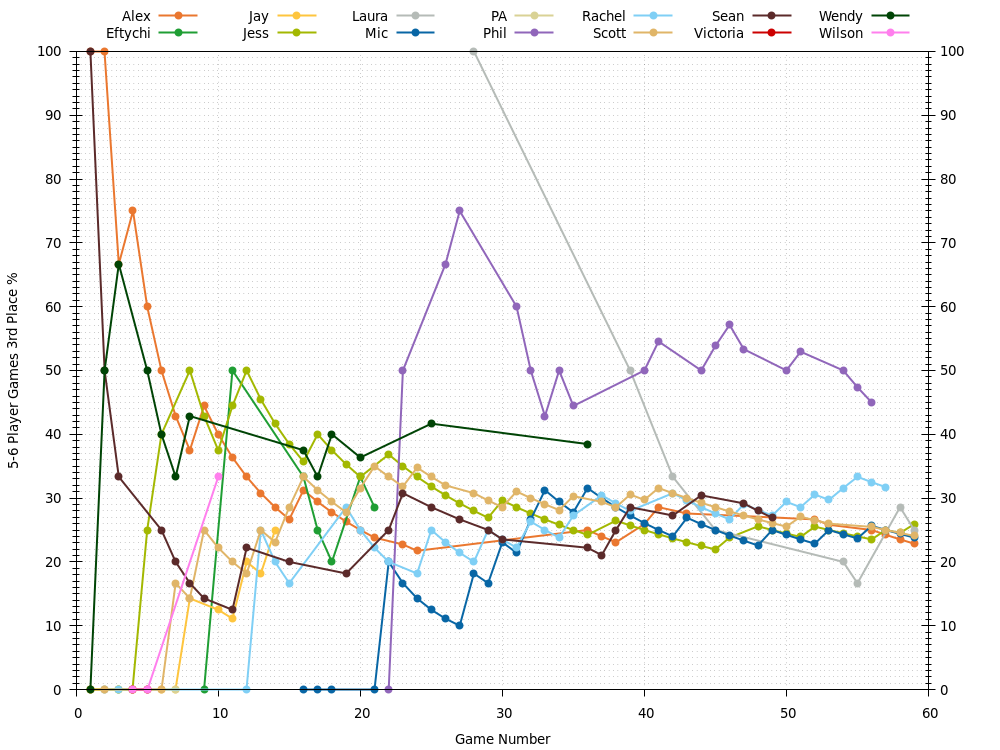 Alex Jay Laura PA Rachel Sean Wendy
Eftychi Jess Mic Phil Scott Victoria Wilson
100 100
90 90
80 80
70 70
60 60
50 50
40 40
30 30
20 20
10 10
0 0
5-6 Player Games 3rd Place %
0 10 20 30 40 50 60
Game Number